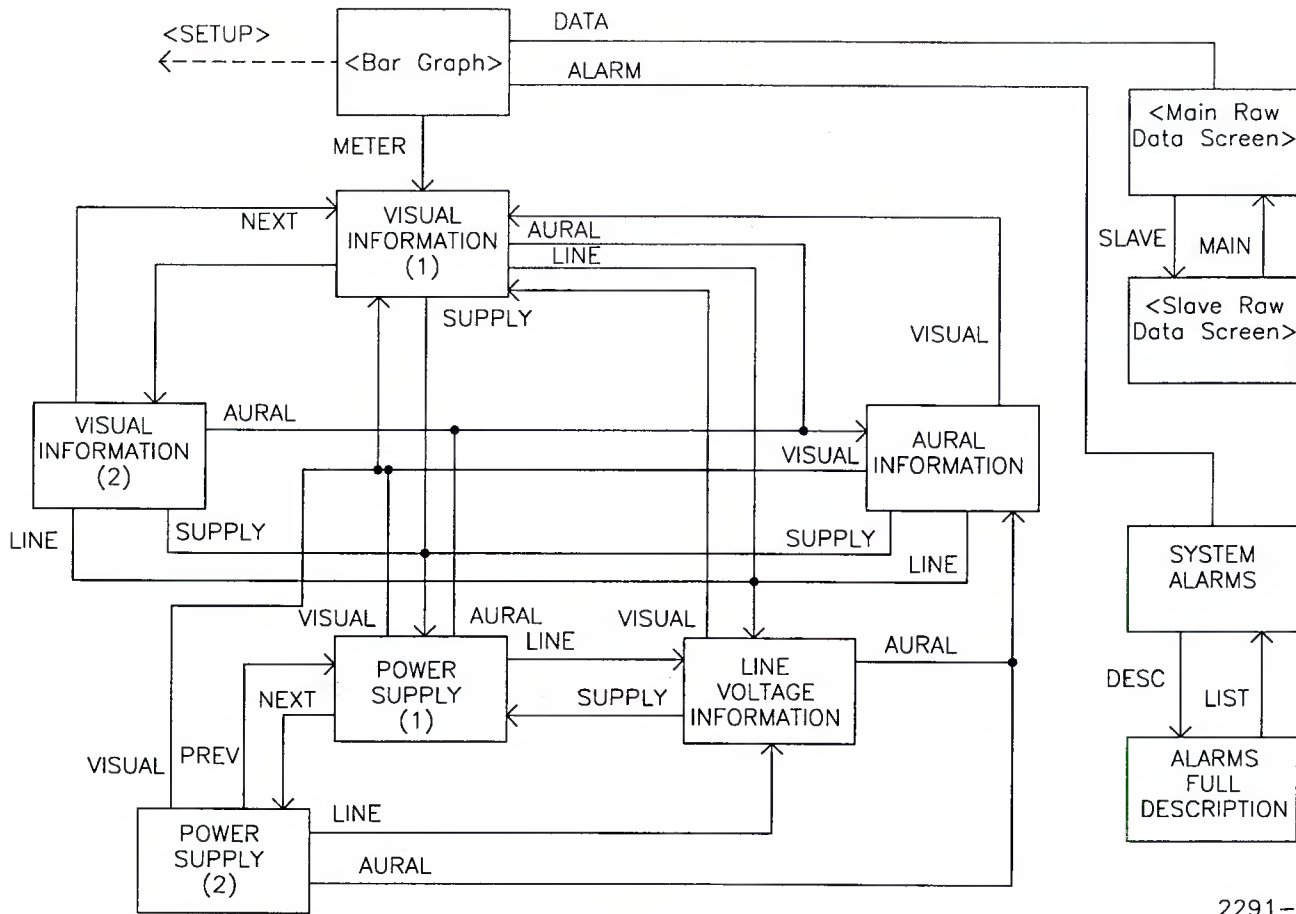 DATA
<SETUP>
<Bar Graph>
ALARM
<Main Raw
Data Screen>
METER
NEXT
VISUAL
INFORMATION
(1)
AURAL
LINE
SLAVE
MAIN
SUPPLY
<Slave Raw
Data Screen>
VISUAL
VISUAL
INFORMATION
(2)
AURAL
VISUAL
AURAL
INFORMATION
LINE
SUPPLY
SUPPLY
LINE
SYSTEM
ALARMS
VISUAL
AURAL
LINE
VISUAL
POWER
SUPPLY
(1)
NEXT
SUPPLY
LINE
VOLTAGE
INFORMATION
AURAL
DESC
LIST
VISUAL
PREV
ALARMS
FULL
DESCRIPTION
POWER
SUPPLY
(2)
LINE
AURAL
2291-